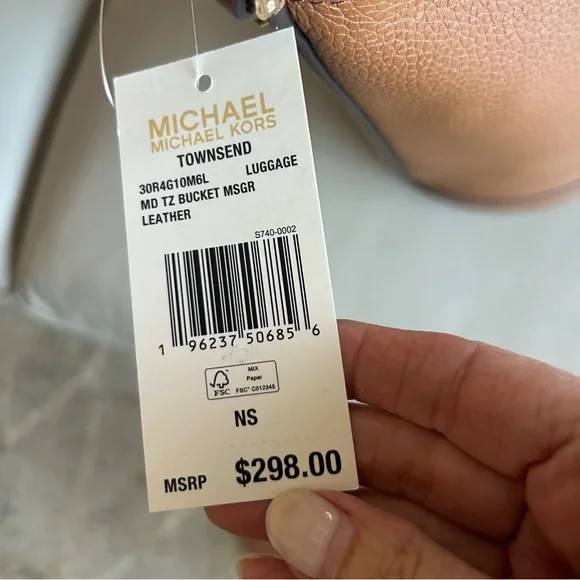 MICHAEL
MICHAEL KORS
TOWNSEND
30R4G10M6L LUGGAGE
MD TZ BUCKET MSGR
LEATHER
S740-0002
1 96237 50685 6
FSC
MIX
Paper
FSC® C012345
NS
MSRP $298.00